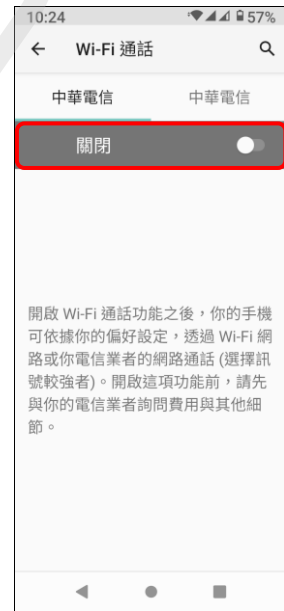 10:24 57%
Wi-Fi 通話
中華電信 中華電信
關閉
開啟 Wi-Fi 通話功能之後，你的手機
可依據你的偏好設定，透過 Wi-Fi 網
路或你電信業者的網路通話 (選擇訊
號較強者)。開啟這項功能前，請先
與你的電信業者詢問費用與其他細
節。